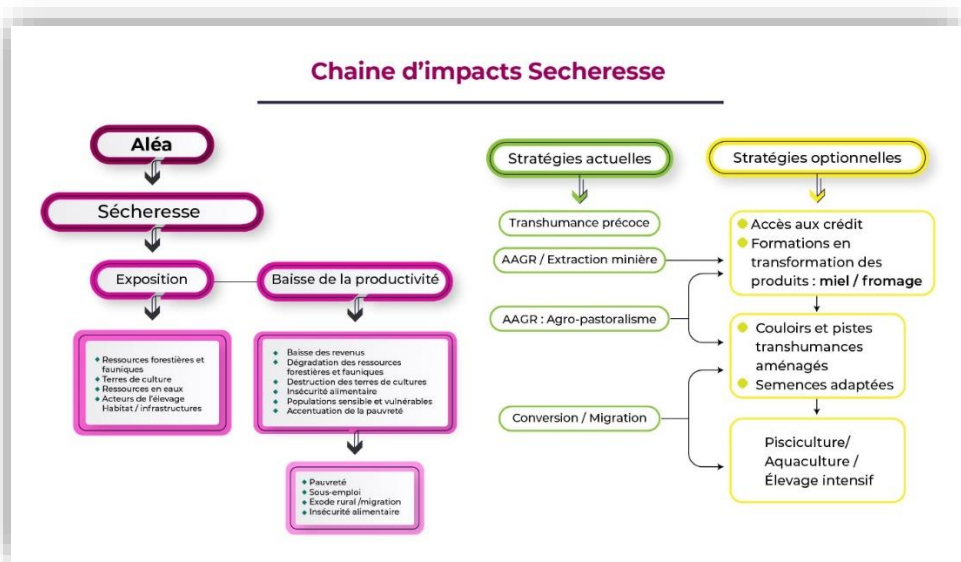 Chaine d'impacts Secheresse
Aléa
Sécheresse
Exposition
Baisse de la productivité
Ressources forestières et
fauniques
Terres de culture
Ressources en eaux
Acteurs de l'élevage
Habitat / infrastructures
Baisse des revenus
Dégradation des ressources
forestières et fauniques
Destruction des terres de cultures
Insécurité alimentaire
Populations sensible et vulnérables
Accentuation de la pauvreté
Pauvreté
Sous-emploi
Exode rural /migration
Insécurité alimentaire
Stratégies actuelles
Transhumance précoce
AAGR / Extraction minière
AAGR : Agro-pastoralisme
Conversion / Migration
Stratégies optionnelles
Accès aux crédit
Formations en
transformation des
produits : miel / fromage
Couloirs et pistes
transhumances
aménagés
Semences adaptées
Pisciculture/
Aquaculture /
Élevage intensif